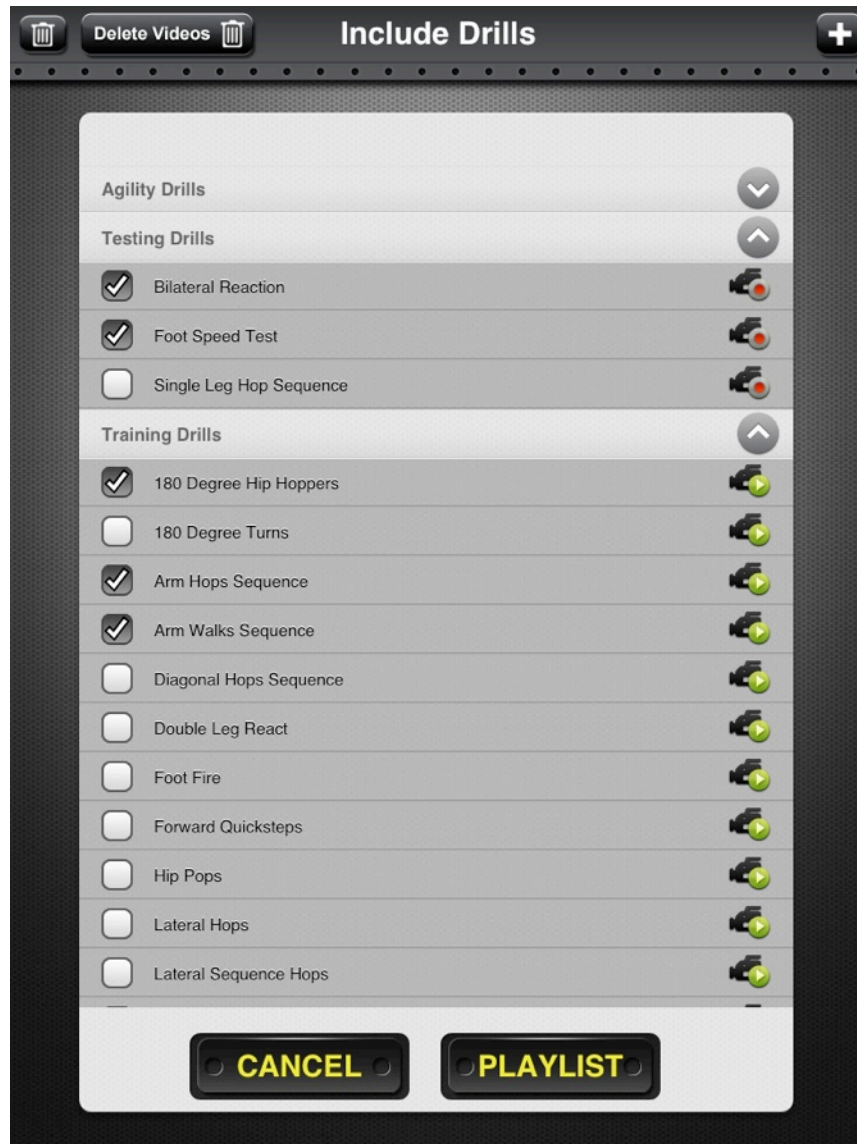 Delete Videos
Include Drills
Agility Drills
Testing Drills
Bilateral Reaction
Foot Speed Test
Single Leg Hop Sequence
Training Drills
180 Degree Hip Hoppers
180 Degree Turns
Arm Hops Sequence
Arm Walks Sequence
Diagonal Hops Sequence
Double Leg React
Foot Fire
Forward Quicksteps
Hip Pops
Lateral Hops
Lateral Sequence Hops
CANCEL
PLAYLIST